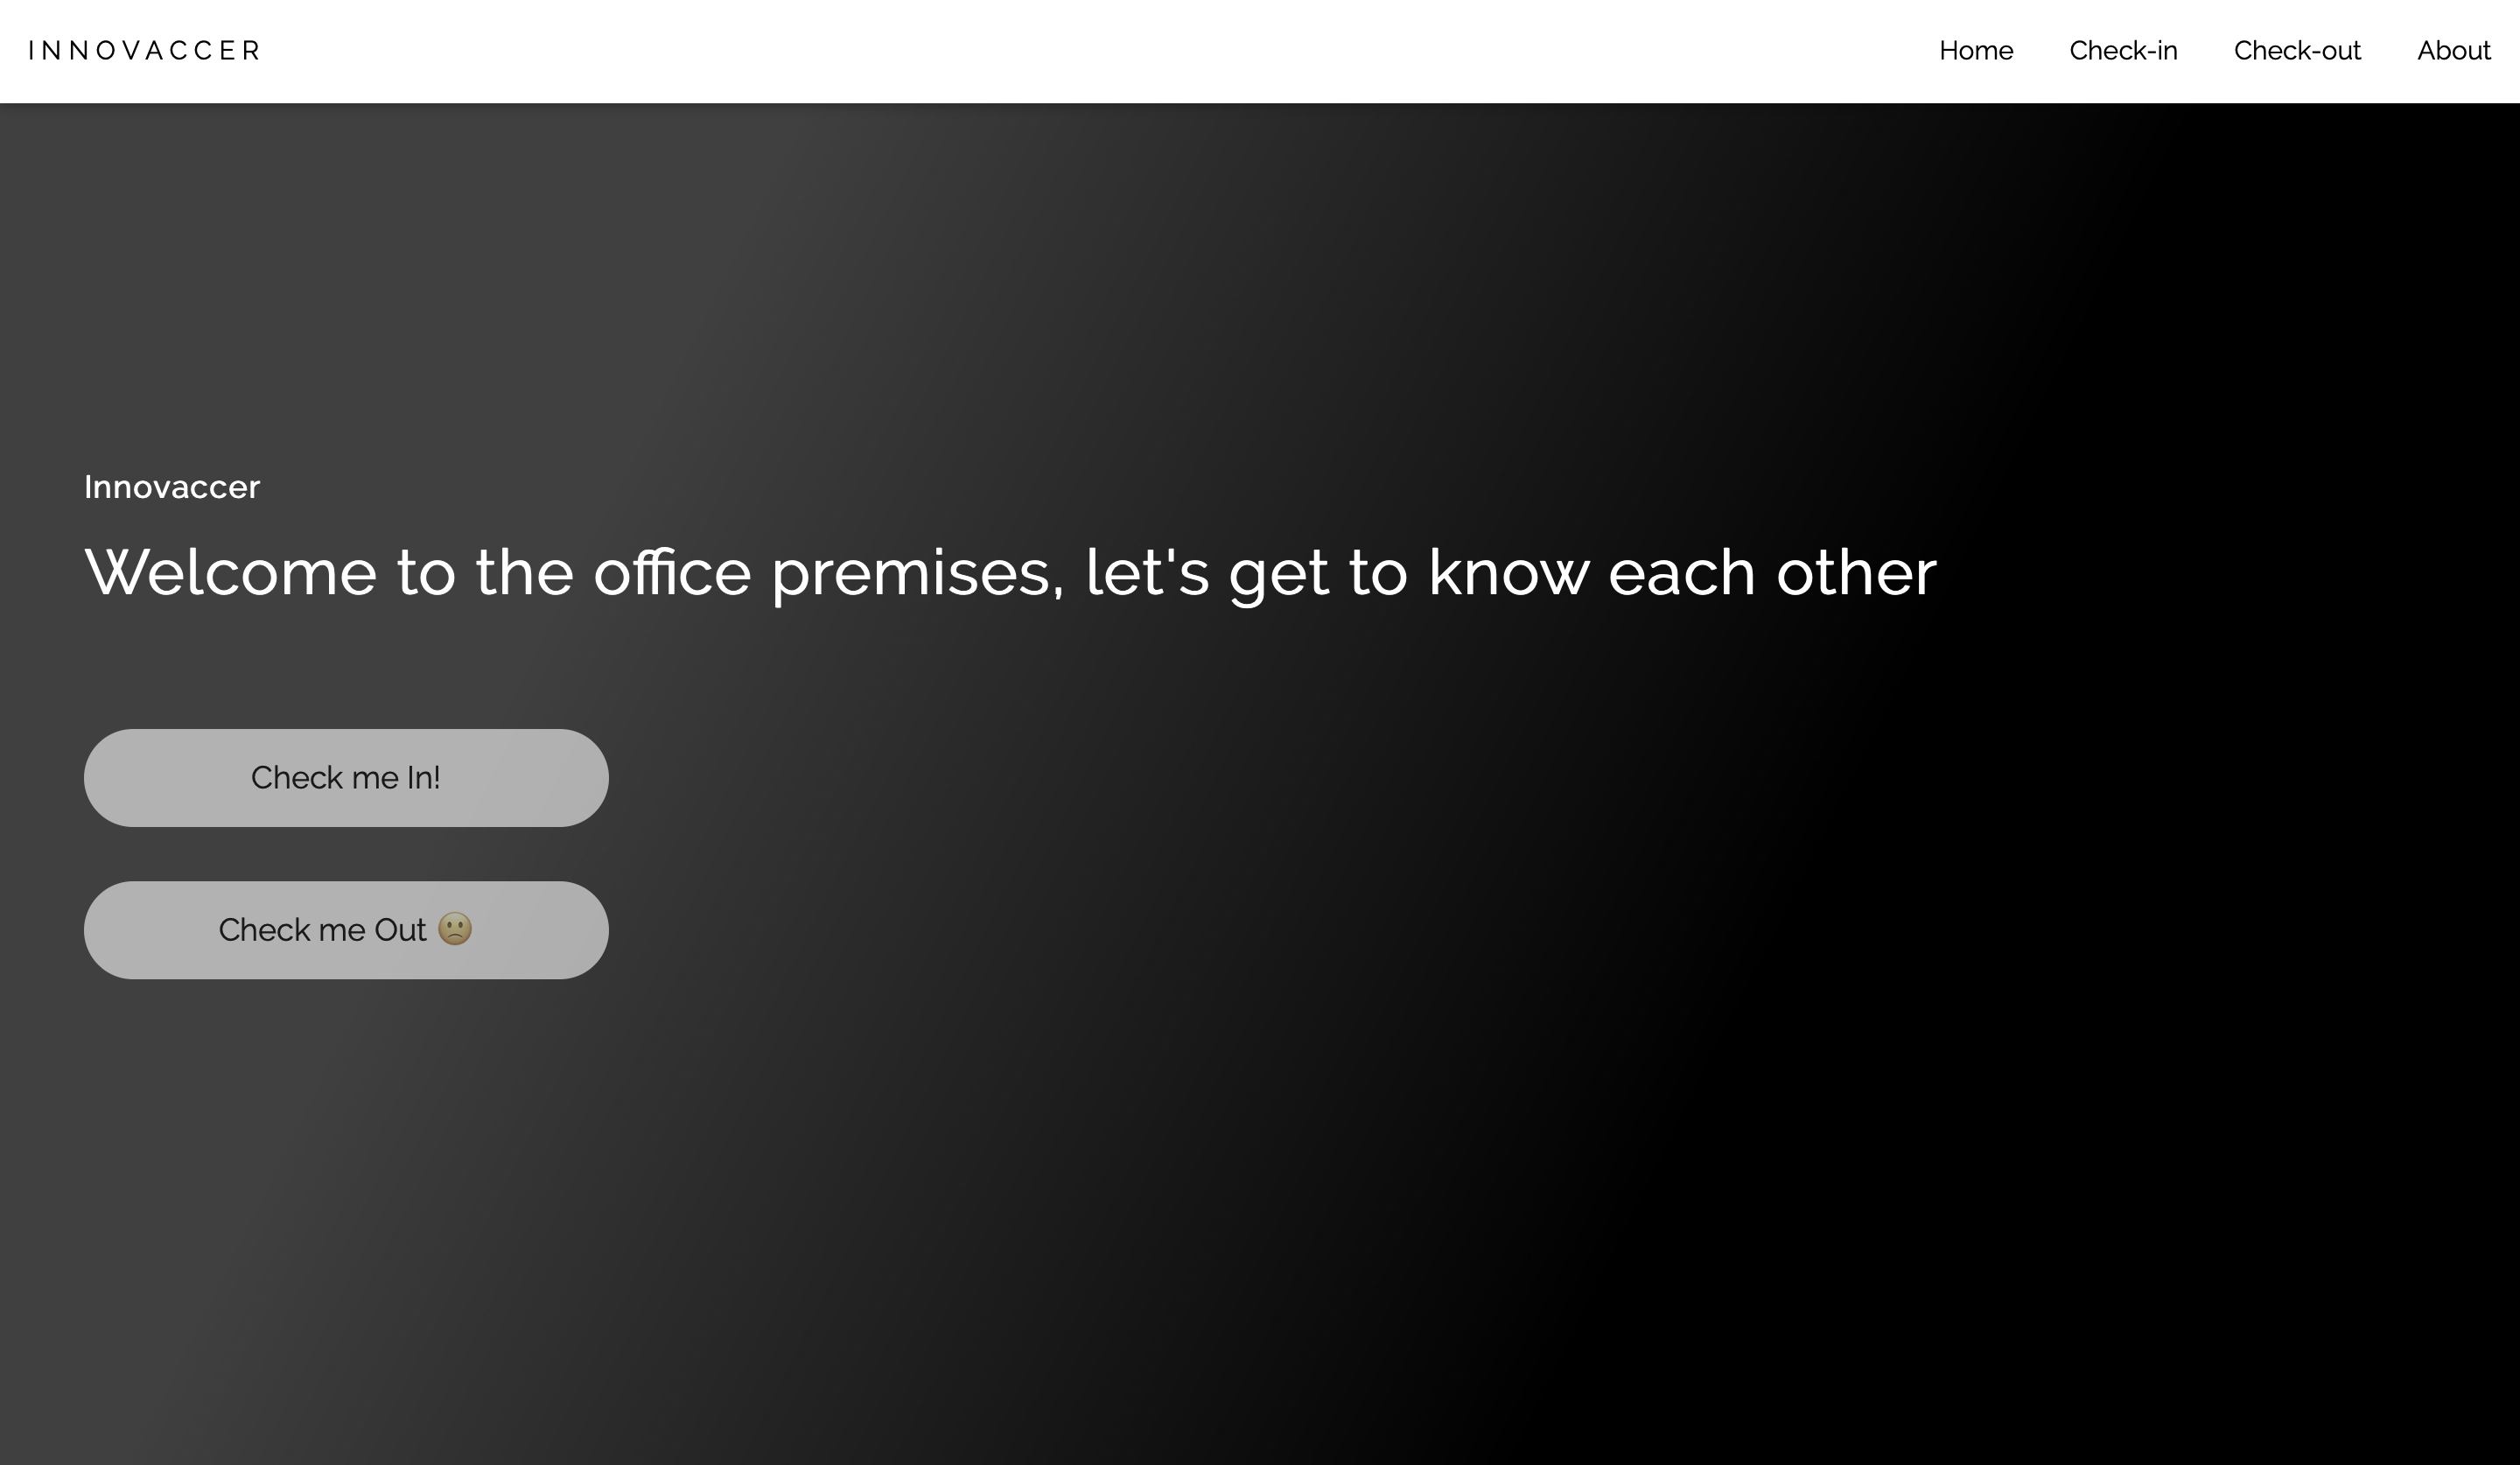 INNOVACCER
Home Check-in Check-out About
Innovaccer
Welcome to the office premises, let's get to know each other
Check me In!
Check me Out 🙁